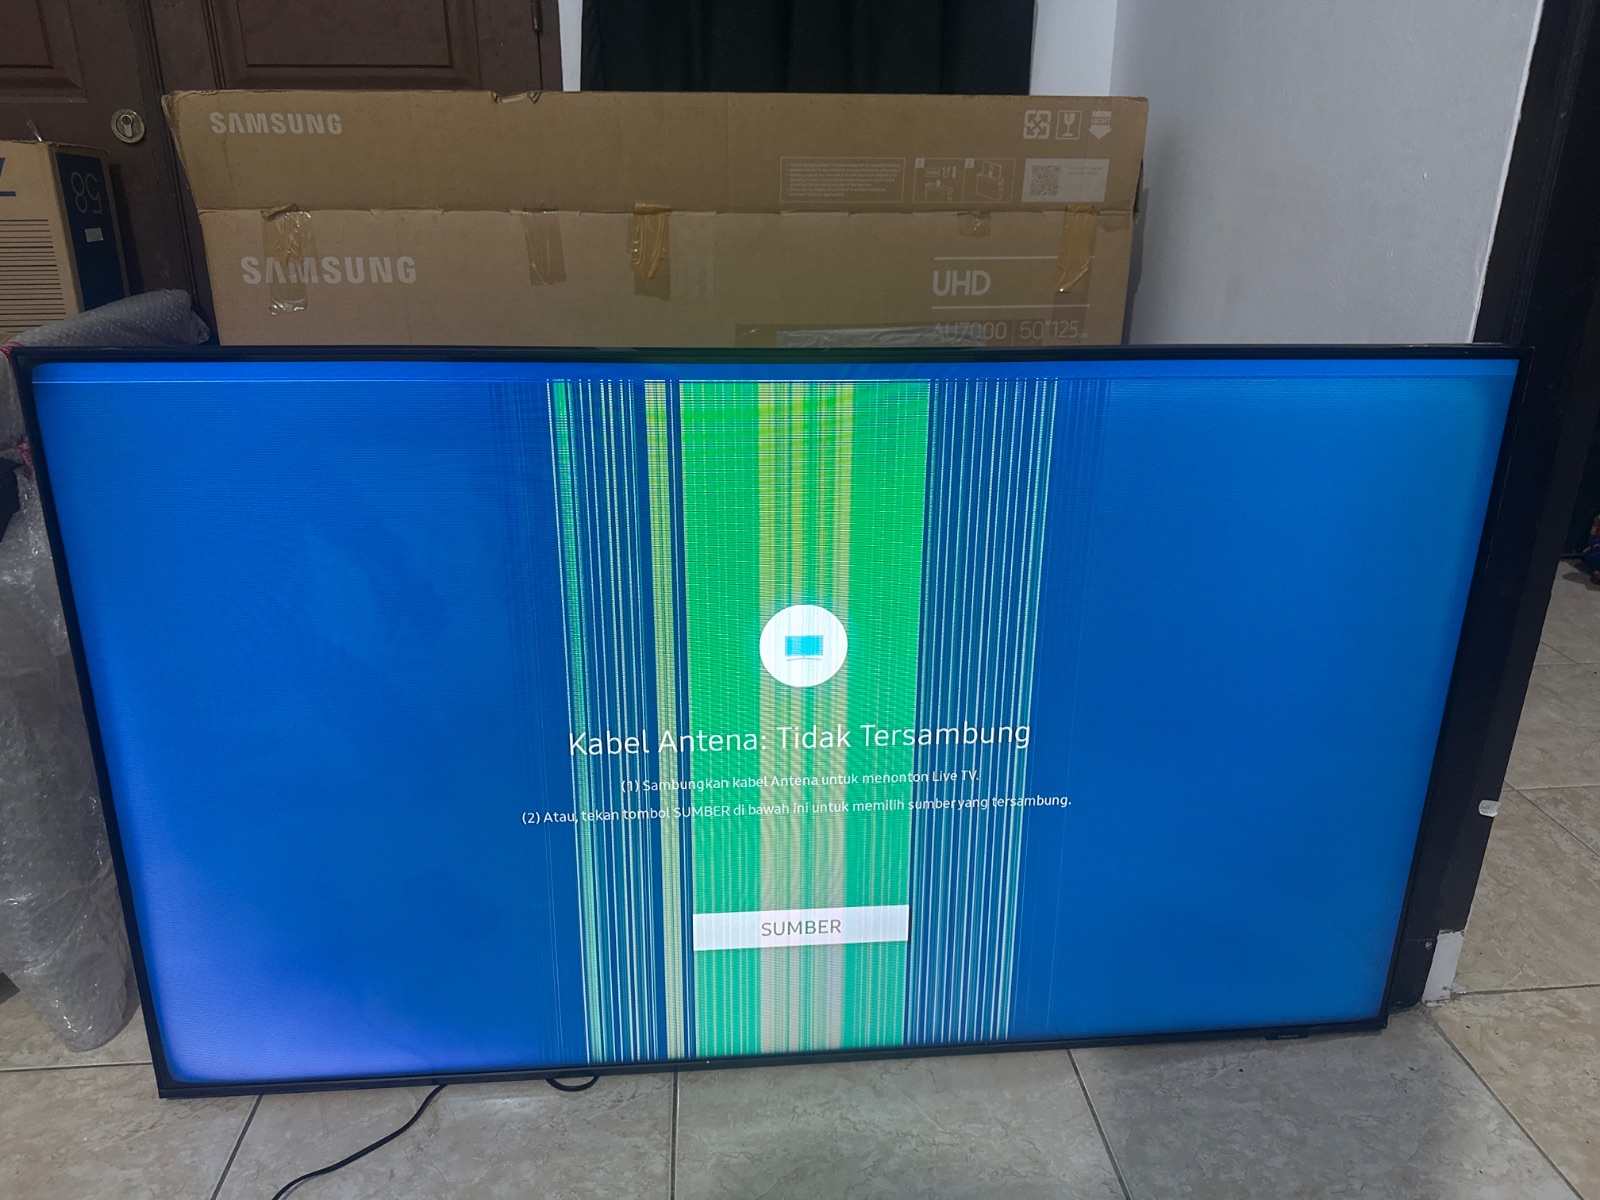 SAMSUNG
58
SAMSUNG
UHD
AU7000 | 50" 125
Kabel Antena: Tidak Tersambung
(1) Sambungkan kabel Antena untuk menonton Live TV.
(2) Atau, tekan tombol SUMBER di bawah ini untuk memilih sumber yang tersambung.
SUMBER